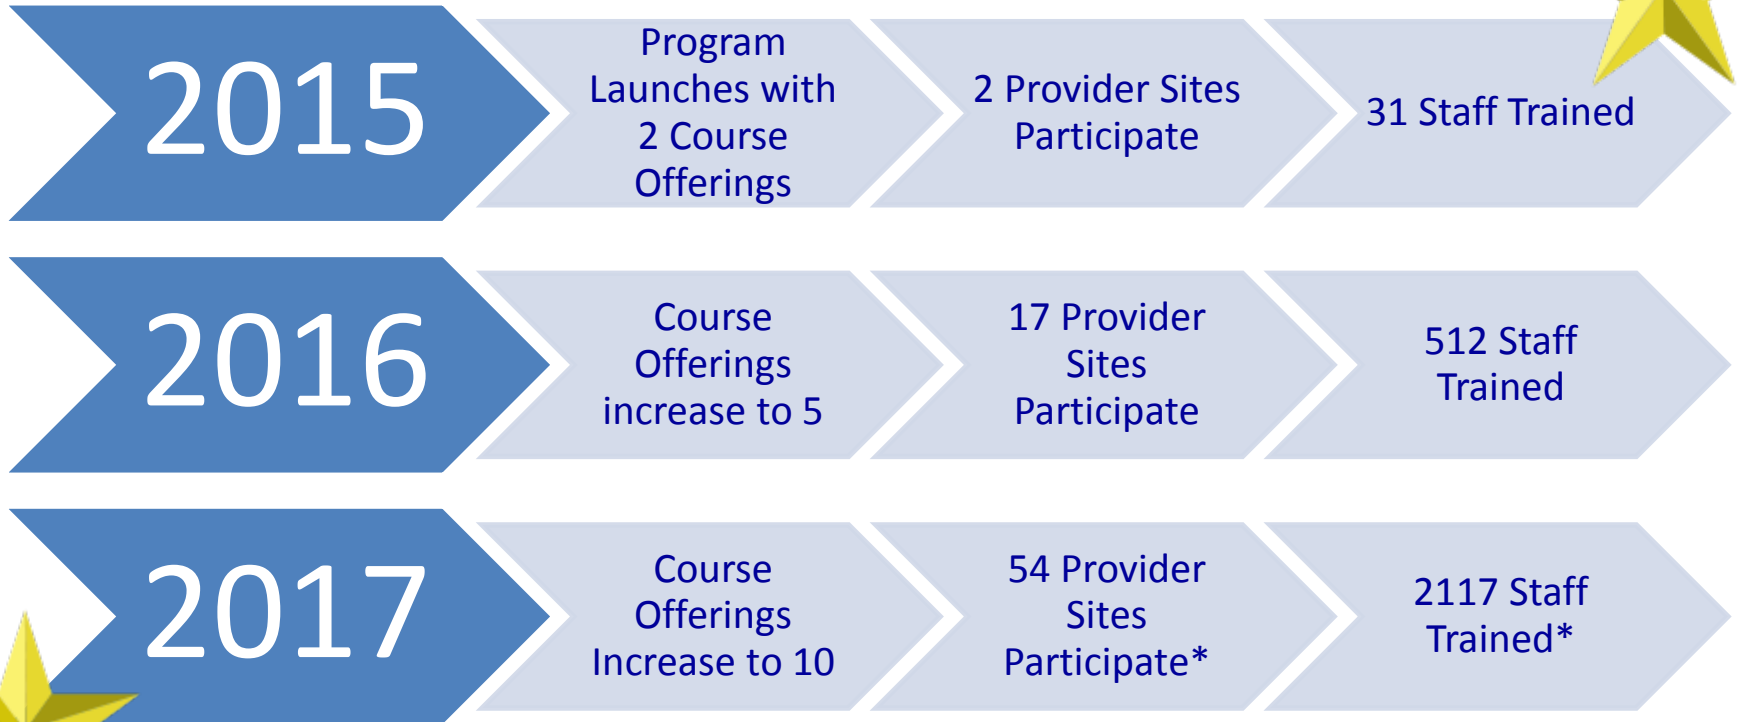 2015
Program
Launches with
2 Course
Offerings
2 Provider Sites
Participate
31 Staff Trained
2016
Course
Offerings
increase to 5
17 Provider
Sites
Participate
512 Staff
Trained
2017
Course
Offerings
Increase to 10
54 Provider
Sites
Participate*
2117 Staff
Trained*